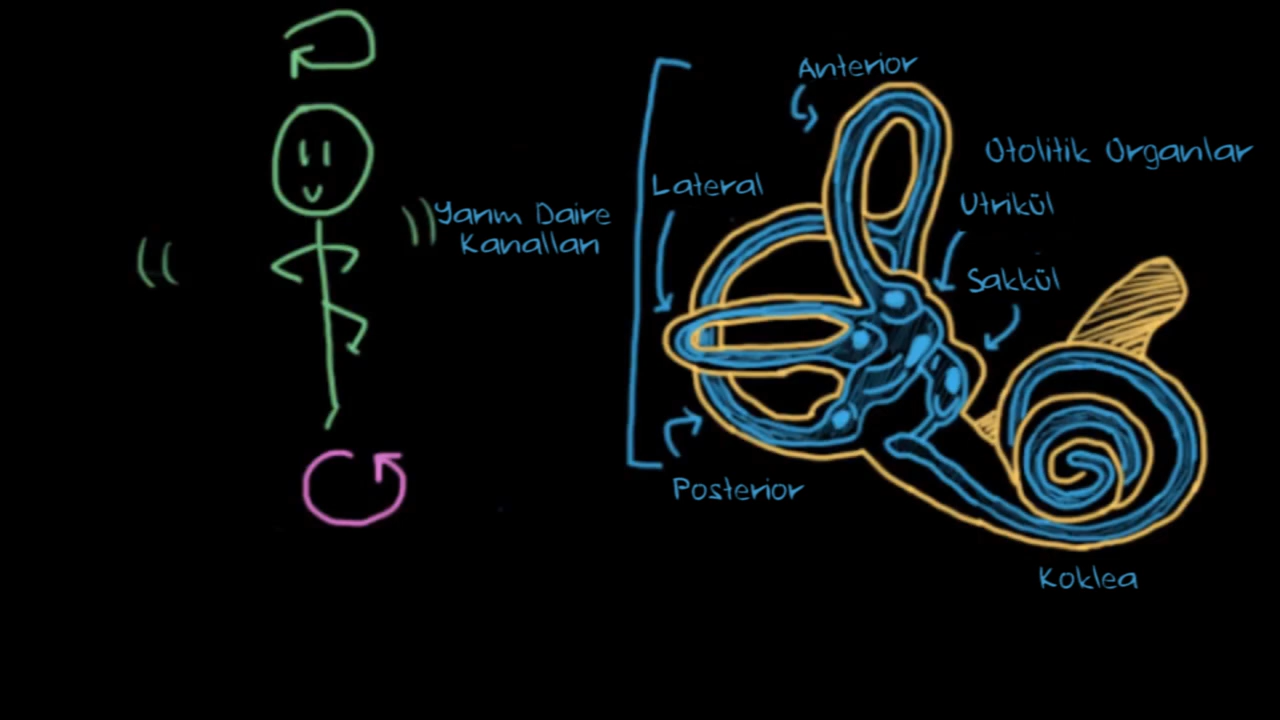 Anterior
Otolitik Organlar
Lateral
Utrikül
Yarım Daire
Kanalları
Sakkül
Posterior
Koklea